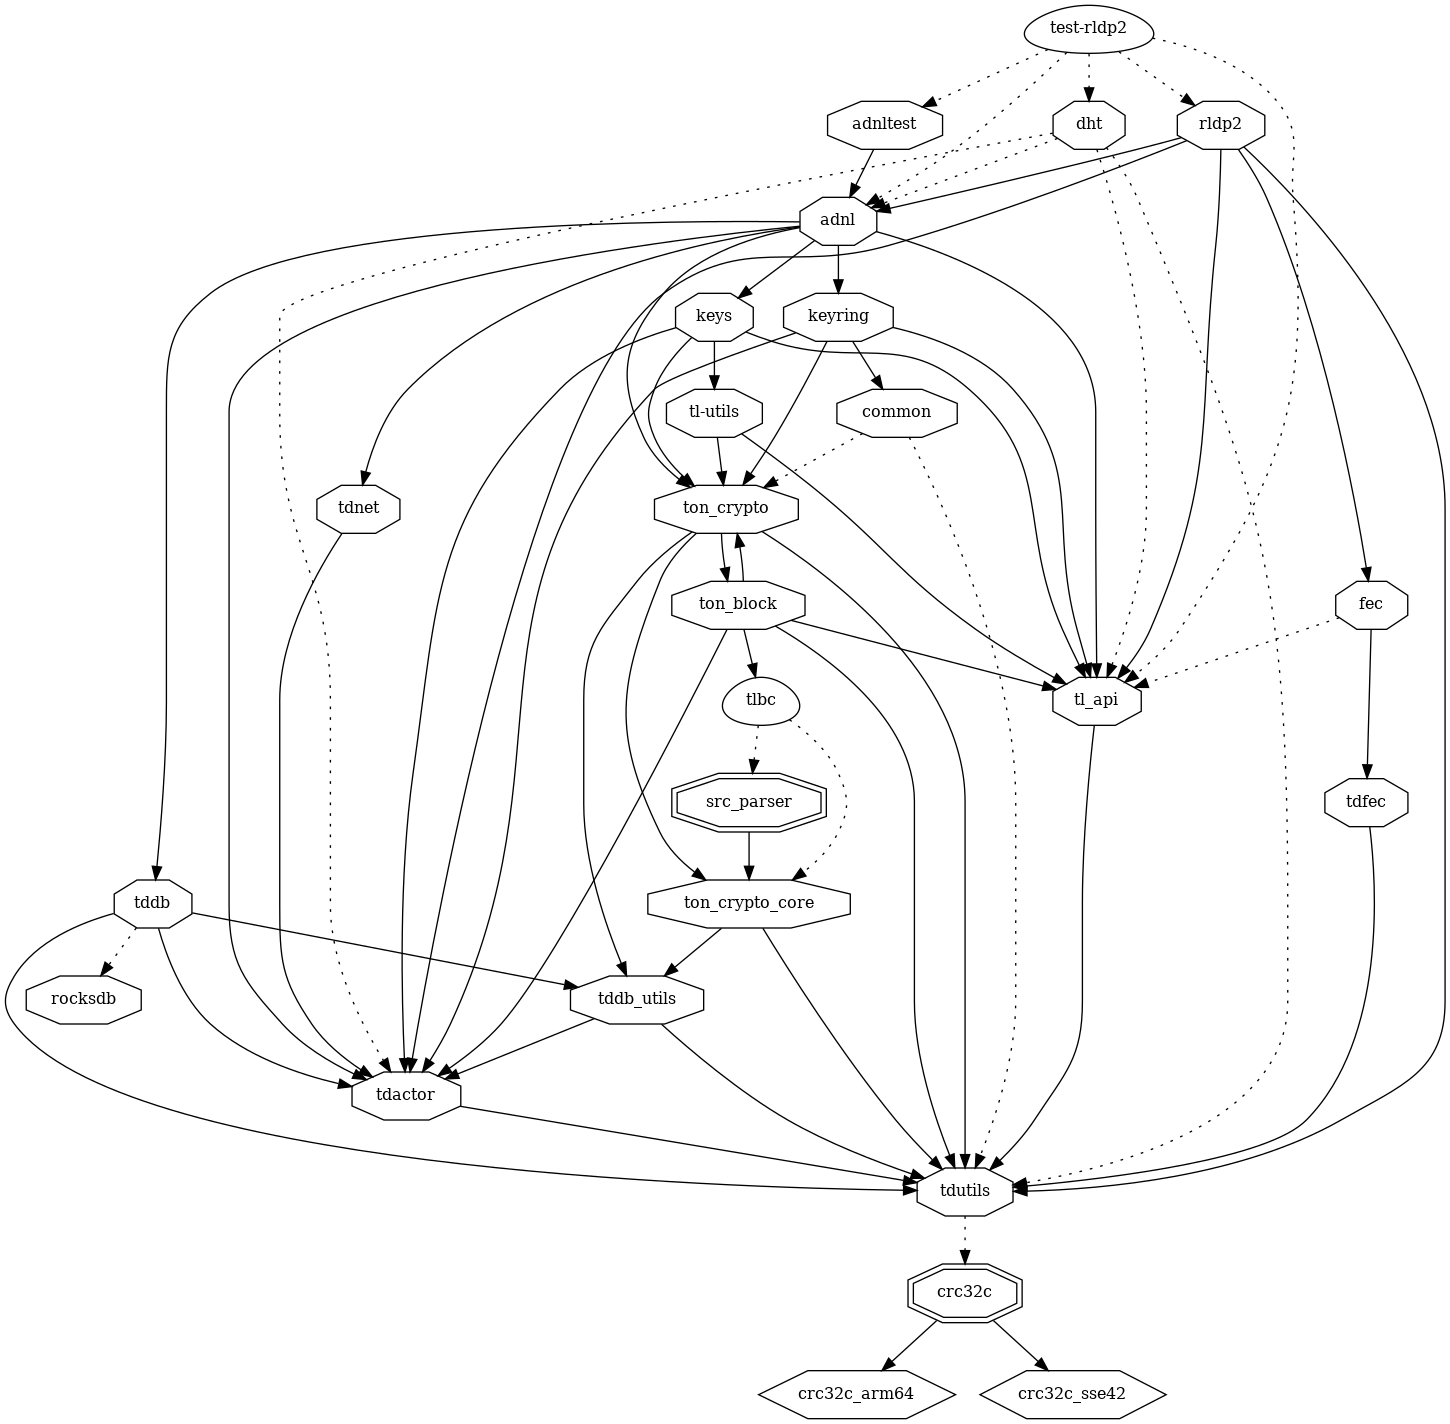 test-rldp2
adnltest
dht
rldp2
adnl
keys
keyring
tl-utils
common
tdnet
ton_crypto
ton_block
fec
tlbc
tl_api
src_parser
tdfec
tddb
ton_crypto_core
rocksdb
tddb_utils
tdactor
tdutils
crc32c
crc32c_arm64
crc32c_sse42